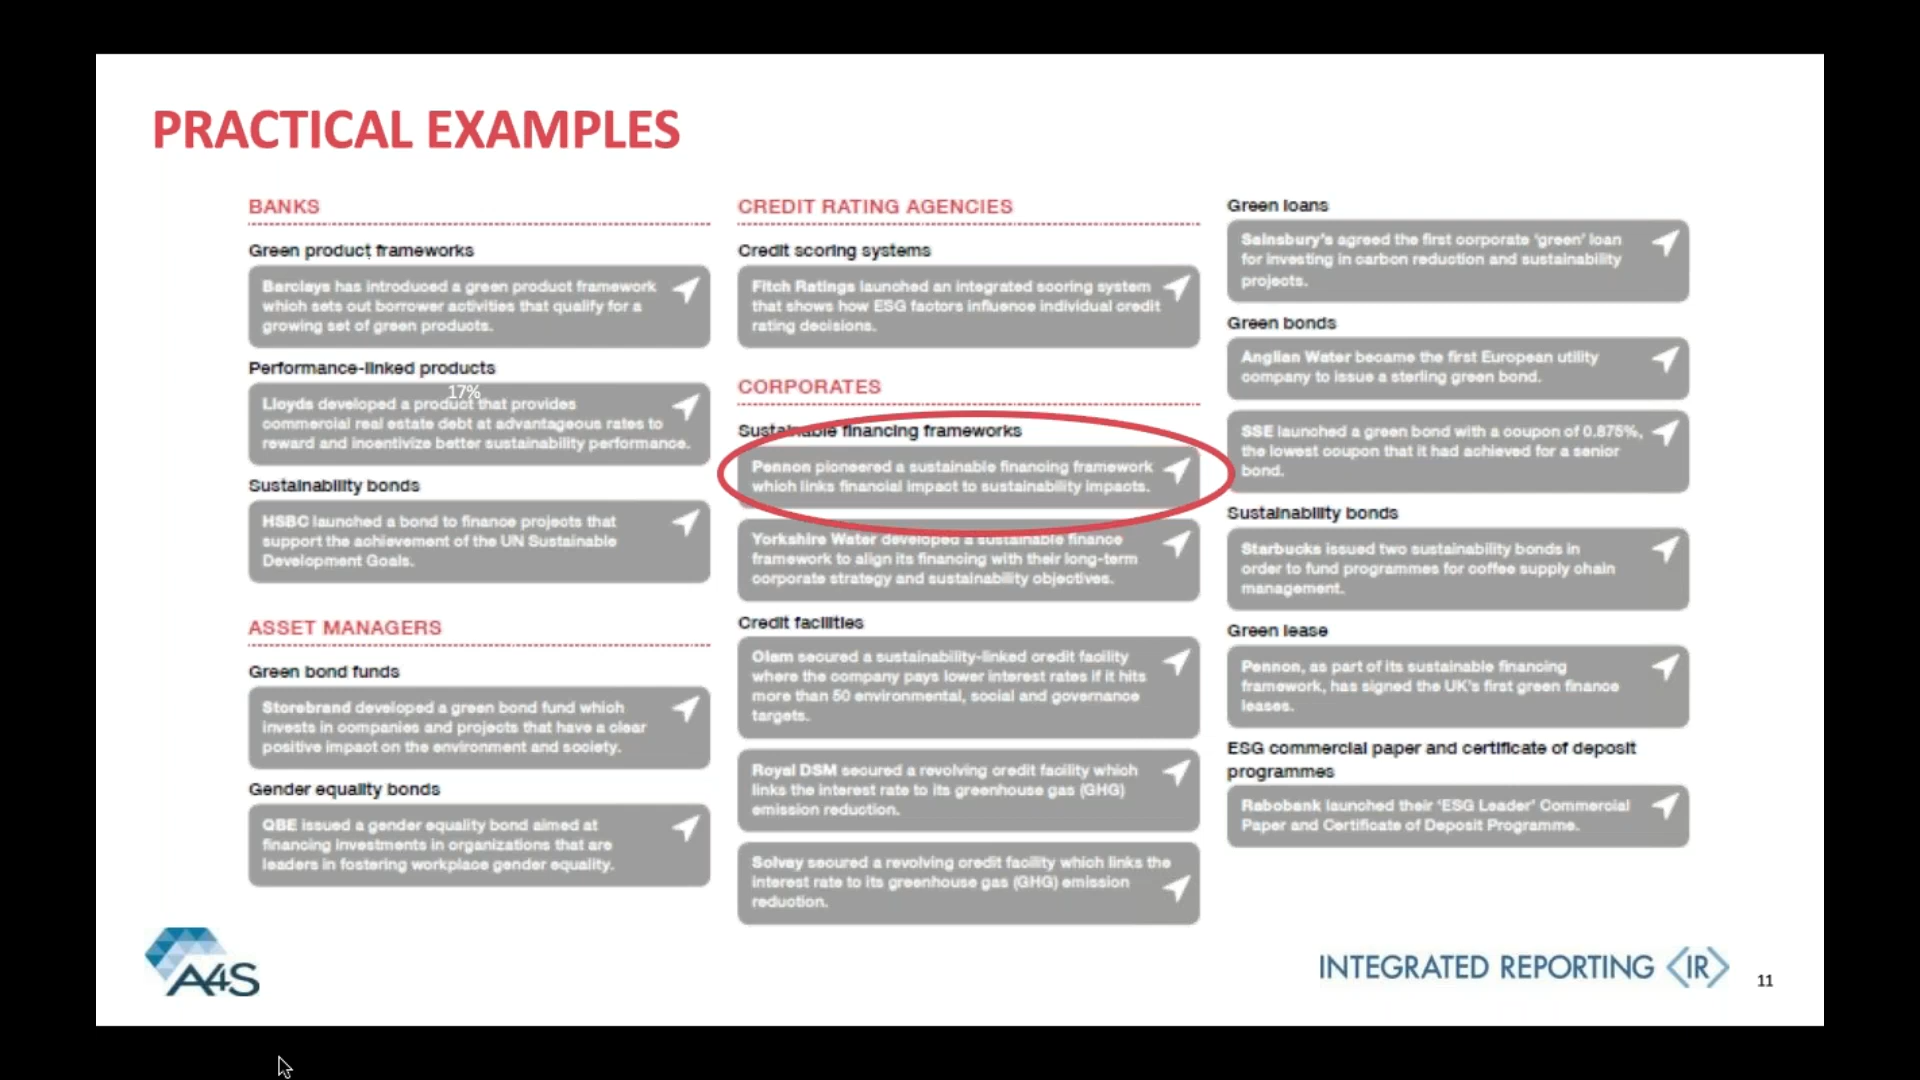 PRACTICAL EXAMPLES
BANKS
Green product frameworks
Barclays has introduced a green product framework
which sets out borrower activities that qualify for a
growing set of green products.
Performance-linked products
17%
Lloyds developed a product that provides
commercial real estate debt at advantageous rates to
reward and incentivize better sustainability performance.
Sustainability bonds
HSBC launched a bond to finance projects that
support the achievement of the UN Sustainable
Development Goals.
ASSET MANAGERS
Green bond funds
Storebrand developed a green bond fund which
invests in companies and projects that have a clear
positive impact on the environment and society.
Gender equality bonds
QBE issued a gender equality bond aimed at
financing investments in organizations that are
leaders in fostering workplace gender equality.
CREDIT RATING AGENCIES
Credit scoring systems
Fitch Ratings launched an integrated scoring system
that shows how ESG factors influence individual credit
rating decisions.
CORPORATES
Sustainable financing frameworks
Pennon pioneered a sustainable financing framework
which links financial impact to sustainability impacts.
Yorkshire Water developed a sustainable finance
framework to align its financing with their long-term
corporate strategy and sustainability objectives.
Credit facilities
Olam secured a sustainability-linked credit facility
where the company pays lower interest rates if it hits
more than 50 environmental, social and governance
targets.
Royal DSM secured a revolving credit facility which
links the interest rate to its greenhouse gas (GHG)
emission reduction.
Solvay secured a revolving credit facility which links the
interest rate to its greenhouse gas (GHG) emission
reduction.
Green loans
Sainsbury's agreed the first corporate 'green' loan
for investing in carbon reduction and sustainability
projects.
Green bonds
Anglian Water became the first European utility
company to issue a sterling green bond.
SSE launched a green bond with a coupon of 0.875%,
the lowest coupon that it had achieved for a senior
bond.
Sustainability bonds
Starbucks issued two sustainability bonds in
order to fund programmes for coffee supply chain
management.
Green lease
Pennon, as part of its sustainable financing
framework, has signed the UK's first green finance
leases.
ESG commercial paper and certificate of deposit
programmes
Rabobank launched their 'ESG Leader' Commercial
Paper and Certificate of Deposit Programme.
A4S
INTEGRATED REPORTING <IR>
11